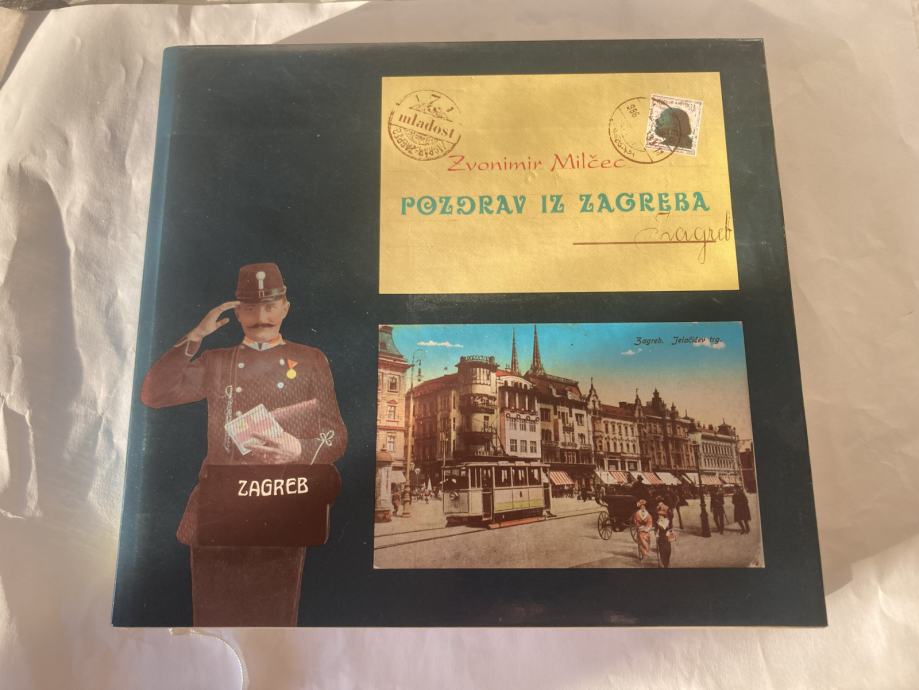 mladost
Zvonimir Milčec
POZDRAV IZ ZAGREBA
Zagreb
Zagreb. Jelačićev trg.
ZAGREB